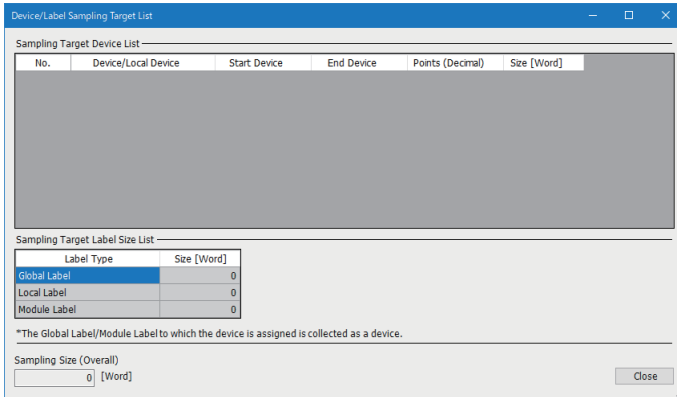 Device/Label Sampling Target List
Sampling Target Device List
No. Device/Local Device Start Device End Device Points (Decimal) Size [Word]
Sampling Target Label Size List
Label Type Size [Word]
Global Label 0
Local Label 0
Module Label 0
*The Global Label/Module Label to which the device is assigned is collected as a device.
Sampling Size (Overall)
0 [Word]
Close